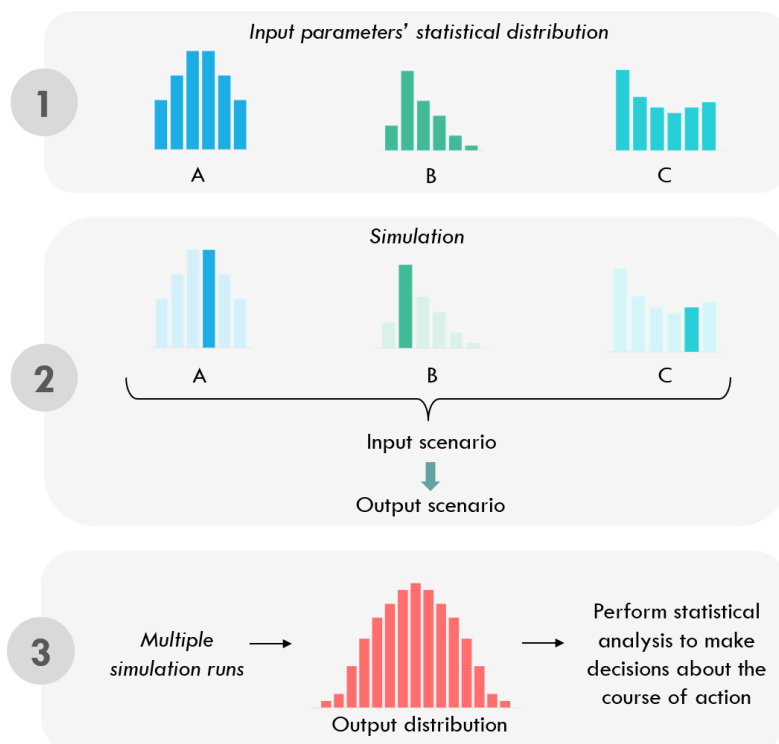 Input parameters' statistical distribution
1
A
B
C
Simulation
2
A
B
C
Input scenario
Output scenario
3
Multiple
simulation runs
Output distribution
Perform statistical
analysis to make
decisions about the
course of action